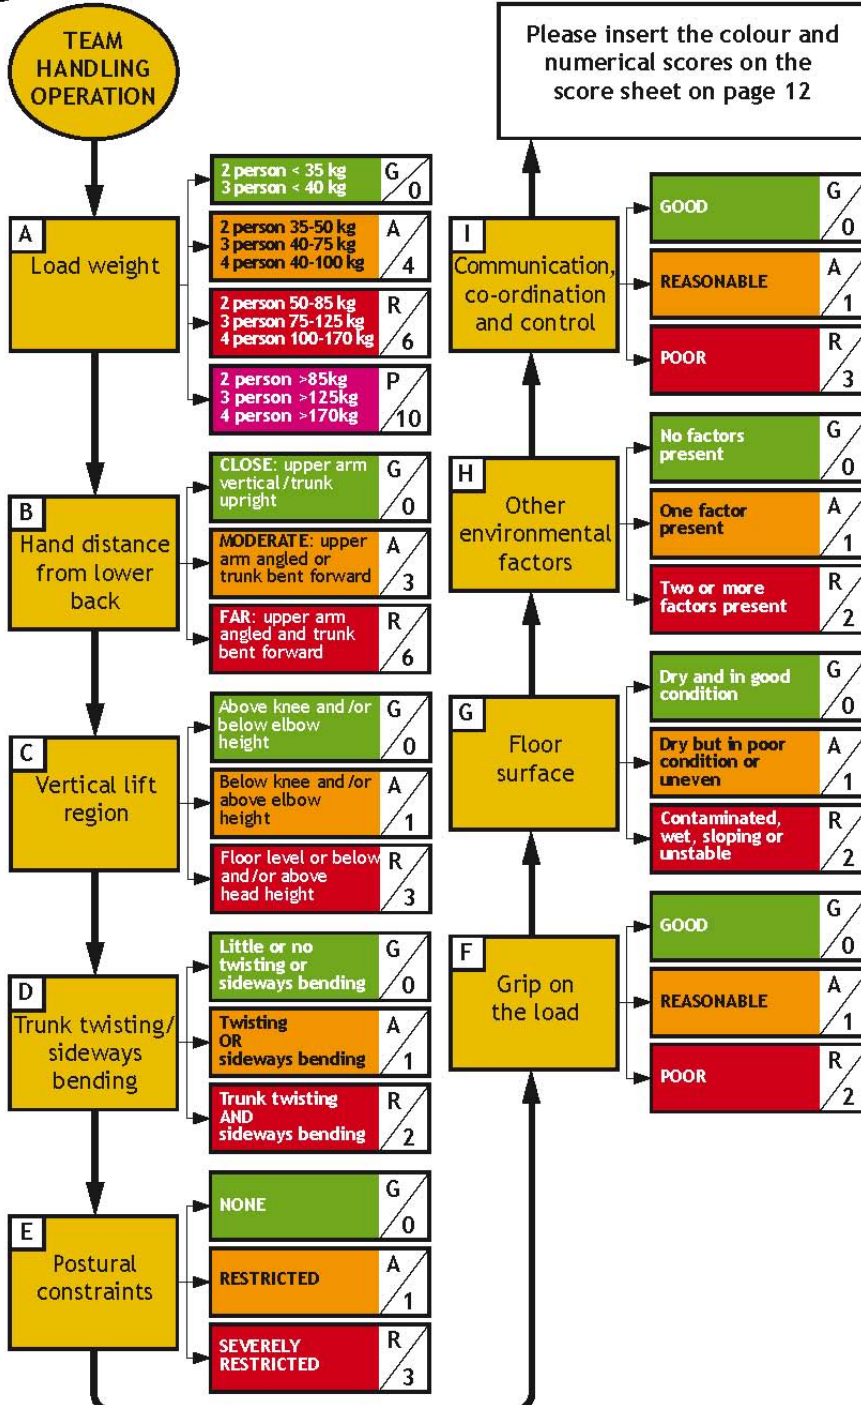 TEAM
HANDLING
OPERATION
A
Load weight
2 person < 35 kg
3 person < 40 kg
G
0
2 person 35-50 kg
3 person 40-75 kg
4 person 40-100 kg
A
4
2 person 50-85 kg
3 person 75-125 kg
4 person 100-170 kg
R
6
2 person >85kg
3 person >125kg
4 person >170kg
P
10
B
Hand distance
from lower
back
CLOSE: upper arm
vertical/trunk
upright
G
0
MODERATE: upper
arm angled or
trunk bent forward
A
3
FAR: upper arm
angled and trunk
bent forward
R
6
C
Vertical lift
region
Above knee and/or
below elbow
height
G
0
Below knee and/or
above elbow
height
A
1
Floor level or below
and/or above
head height
R
3
D
Trunk twisting/
sideways
bending
Little or no
twisting or
sideways bending
G
0
Twisting
OR
sideways bending
A
1
Trunk twisting
AND
sideways bending
R
2
E
Postural
constraints
NONE
G
0
RESTRICTED
A
1
SEVERELY
RESTRICTED
R
3
F
Grip on
the load
GOOD
G
0
REASONABLE
A
1
POOR
R
2
G
Floor
surface
Dry and in good
condition
G
0
Dry but in poor
condition or
uneven
A
1
Contaminated,
wet, sloping or
unstable
R
2
H
Other
environmental
factors
No factors
present
G
0
One factor
present
A
1
Two or more
factors present
R
2
I
Communication,
co-ordination
and control
GOOD
G
0
REASONABLE
A
1
POOR
R
3
Please insert the colour and
numerical scores on the
score sheet on page 12